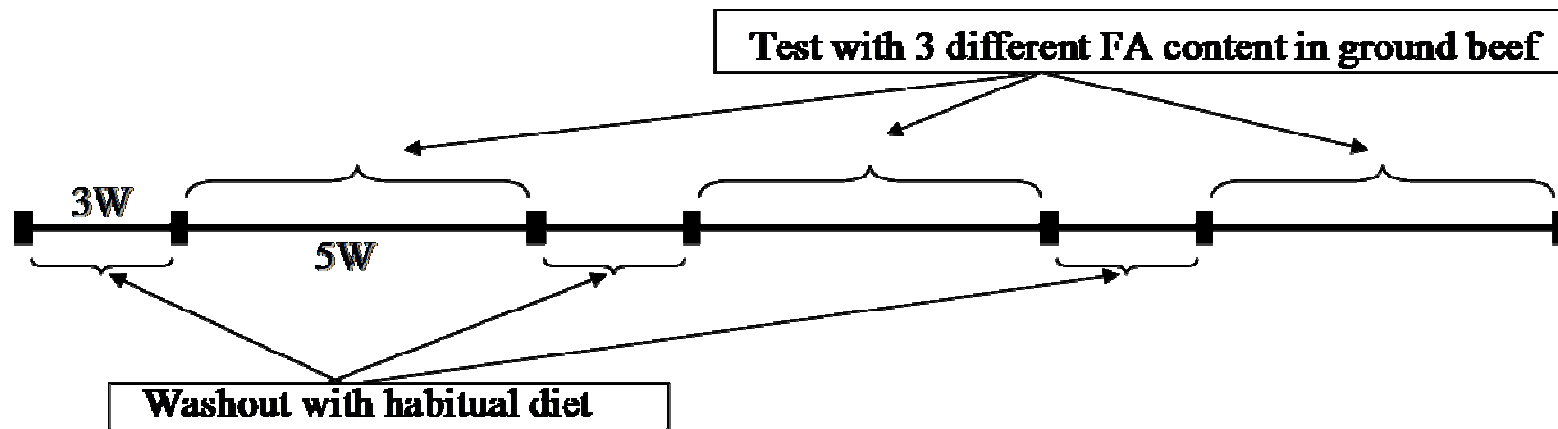 Test with 3 different FA content in ground beef
3W
5W
Washout with habitual diet